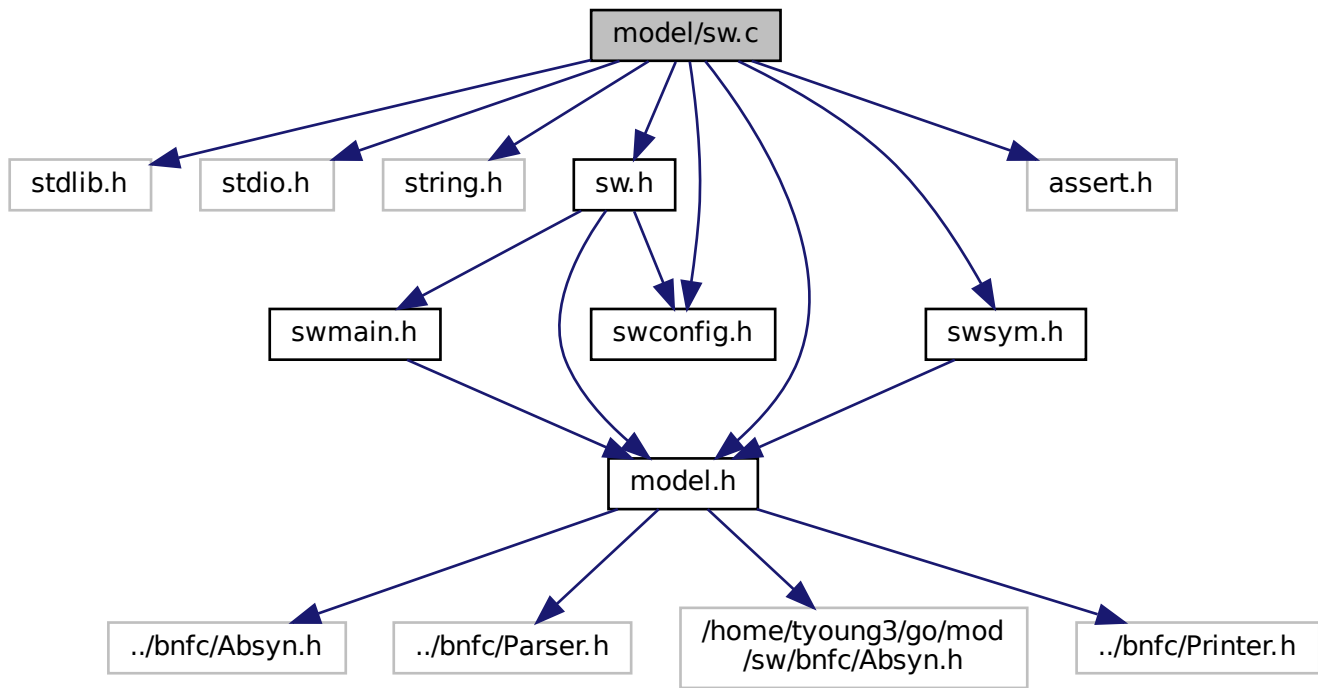 model/sw.c
stdlib.h
stdio.h
string.h
sw.h
assert.h
swmain.h
swconfig.h
swsym.h
model.h
../bnfc/Absyn.h
../bnfc/Parser.h
/home/tyoung3/go/mod
/sw/bnfc/Absyn.h
../bnfc/Printer.h